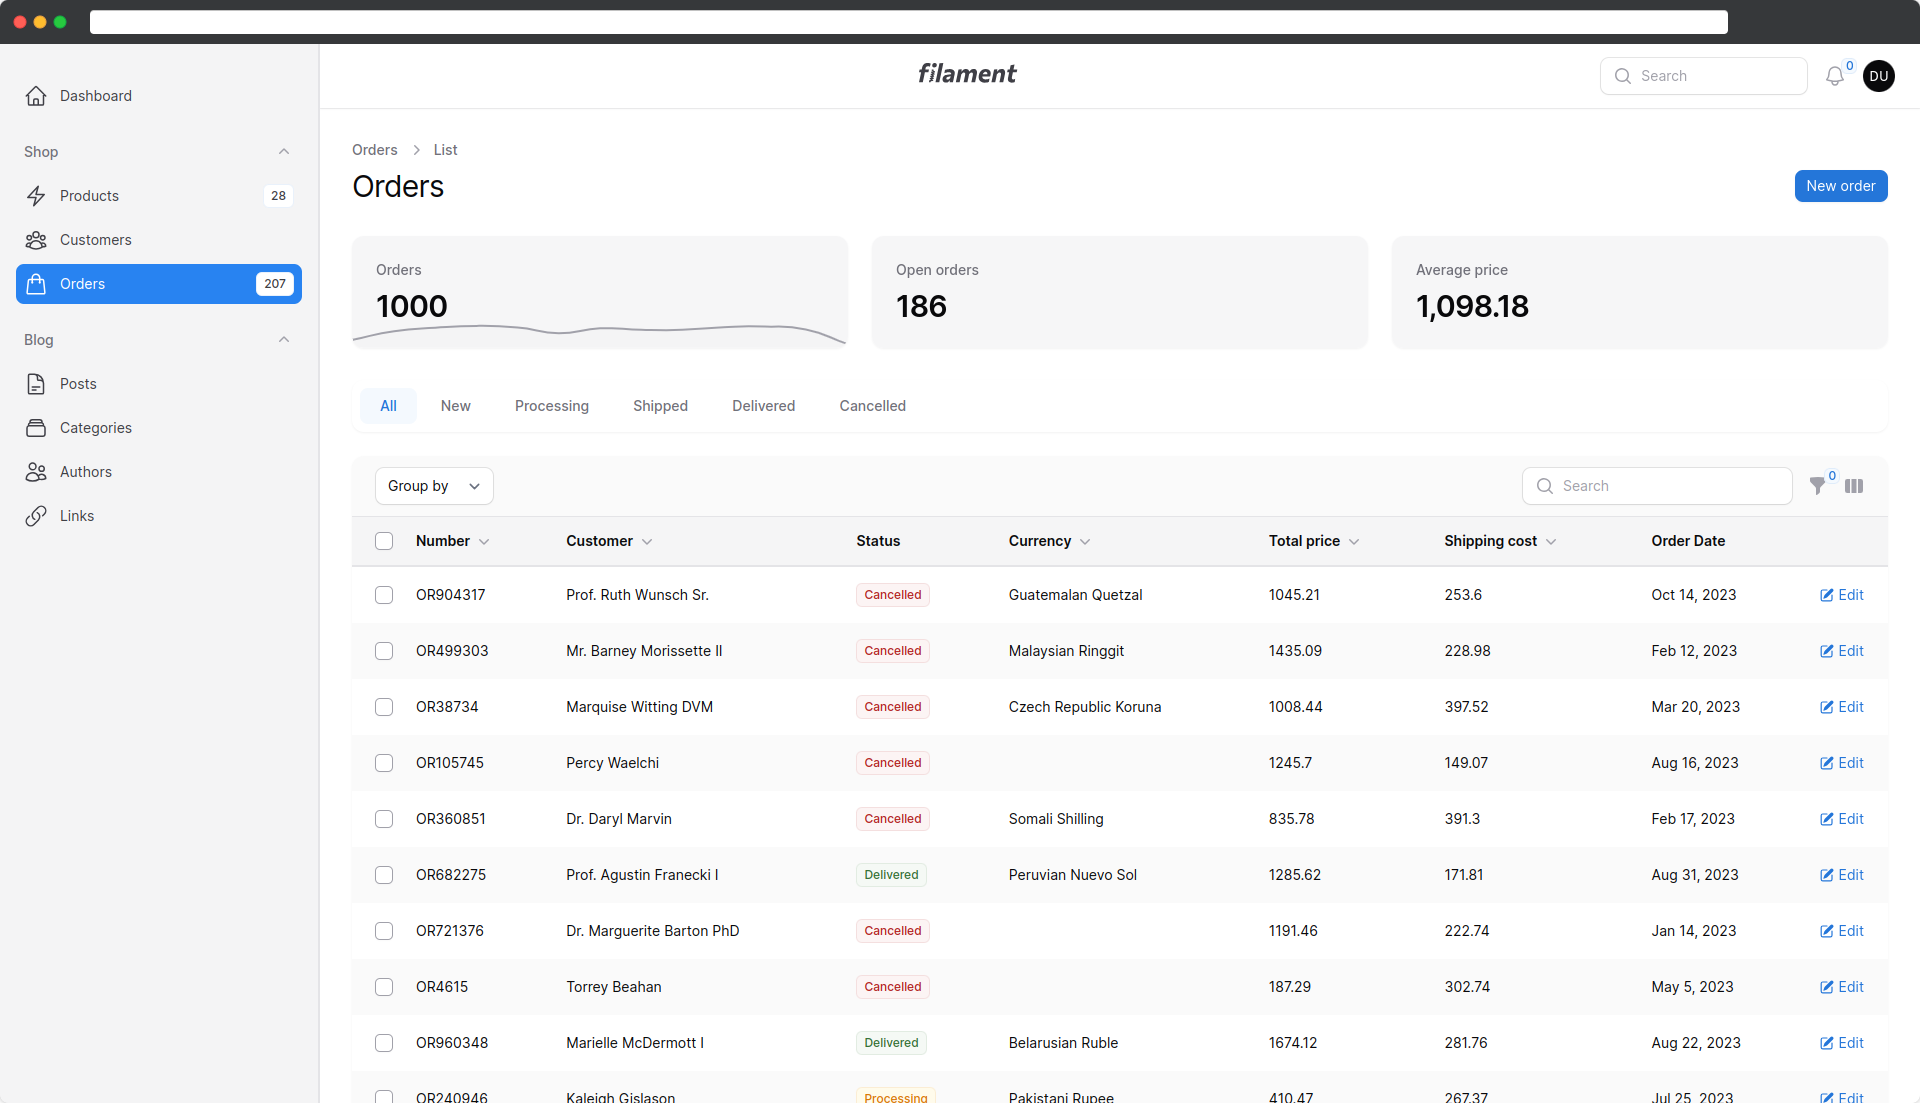 filament
Search
0
DU
Dashboard
Shop
Products 28
Customers
Orders 207
Blog
Posts
Categories
Authors
Links
Orders > List
Orders
New order
Orders
1000
Open orders
186
Average price
1,098.18
All New Processing Shipped Delivered Cancelled
Group by
Search
0
Number Customer Status Currency Total price Shipping cost Order Date
OR904317 Prof. Ruth Wunsch Sr. Cancelled Guatemalan Quetzal 1045.21 253.6 Oct 14, 2023 Edit
OR499303 Mr. Barney Morissette II Cancelled Malaysian Ringgit 1435.09 228.98 Feb 12, 2023 Edit
OR38734 Marquise Witting DVM Cancelled Czech Republic Koruna 1008.44 397.52 Mar 20, 2023 Edit
OR105745 Percy Waelchi Cancelled 1245.7 149.07 Aug 16, 2023 Edit
OR360851 Dr. Daryl Marvin Cancelled Somali Shilling 835.78 391.3 Feb 17, 2023 Edit
OR682275 Prof. Agustin Franecki I Delivered Peruvian Nuevo Sol 1285.62 171.81 Aug 31, 2023 Edit
OR721376 Dr. Marguerite Barton PhD Cancelled 1191.46 222.74 Jan 14, 2023 Edit
OR4615 Torrey Beahan Cancelled 187.29 302.74 May 5, 2023 Edit
OR960348 Marielle McDermott I Delivered Belarusian Ruble 1674.12 281.76 Aug 22, 2023 Edit
OR240946 Kaleigh Gislason Processing Pakistani Rupee 410.47 267.37 Jul 25, 2023 Edit